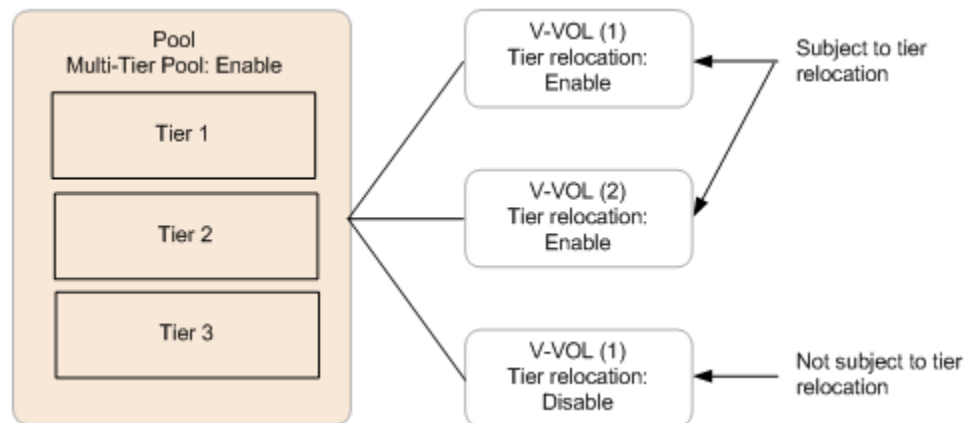 Pool
Multi-Tier Pool: Enable
Tier 1
Tier 2
Tier 3
V-VOL (1)
Tier relocation:
Enable
V-VOL (2)
Tier relocation:
Enable
V-VOL (1)
Tier relocation:
Disable
Subject to tier
relocation
Not subject to tier
relocation